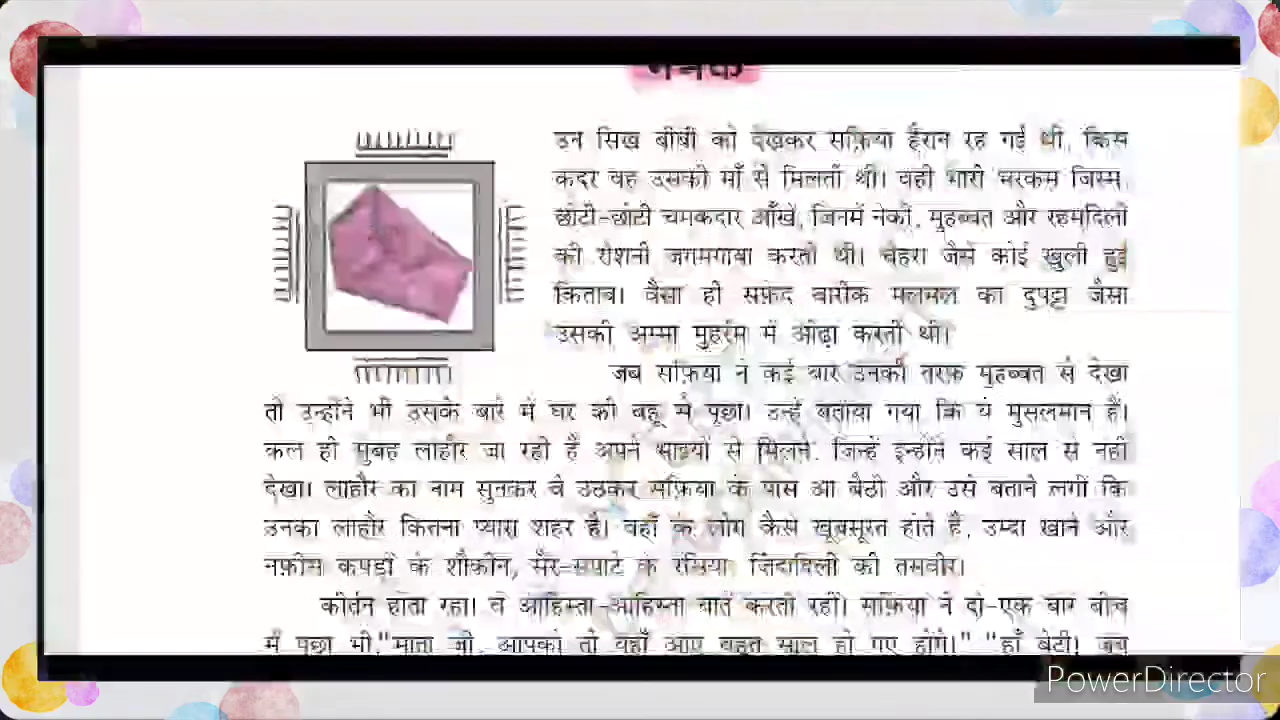 नमक
उन सिख बीबी को देखकर सफ़िया हैरान रह गई थी, किस
कदर वह उसकी माँ से मिलती थी। वही भारी भरकम जिस्म,
छोटी-छोटी चमकदार आँखें, जिनमें नेकी, मुहब्बत और रहमदिली
की रोशनी जगमगाया करती थी। चेहरा जैसे कोई खुली हुई
किताब। वैसा ही सफ़ेद बारीक मलमल का दुपट्टा जैसा
उसकी अम्मा मुहर्रम में ओढ़ा करती थी।
जब सफ़िया ने कई बार उनकी तरफ़ मुहब्बत से देखा
तो उन्होंने भी उसके बारे में घर की बहू से पूछा। उन्हें बताया गया कि ये मुसलमान हैं।
कल ही सुबह लाहौर जा रही हैं अपने भाइयों से मिलने, जिन्हें इन्होंने कई साल से नहीं
देखा। लाहौर का नाम सुनकर वे उठकर सफ़िया के पास आ बैठीं और उसे बताने लगीं कि
उनका लाहौर कितना प्यारा शहर है। वहाँ के लोग कैसे खूबसूरत होते हैं, उम्दा खाने और
नफ़ीस कपड़ों के शौकीन, सैर-सपाटे के रसिया, जिंदादिली की तसवीर।
कीर्तन होता रहा। वे आहिस्ता-आहिस्ता बातें करती रहीं। सफ़िया ने दो-एक बार बीच
में पूछा भी, "माता जी, आपको तो यहाँ आए बहुत साल हो गए होंगे।" "हाँ बेटी! जब
PowerDirector